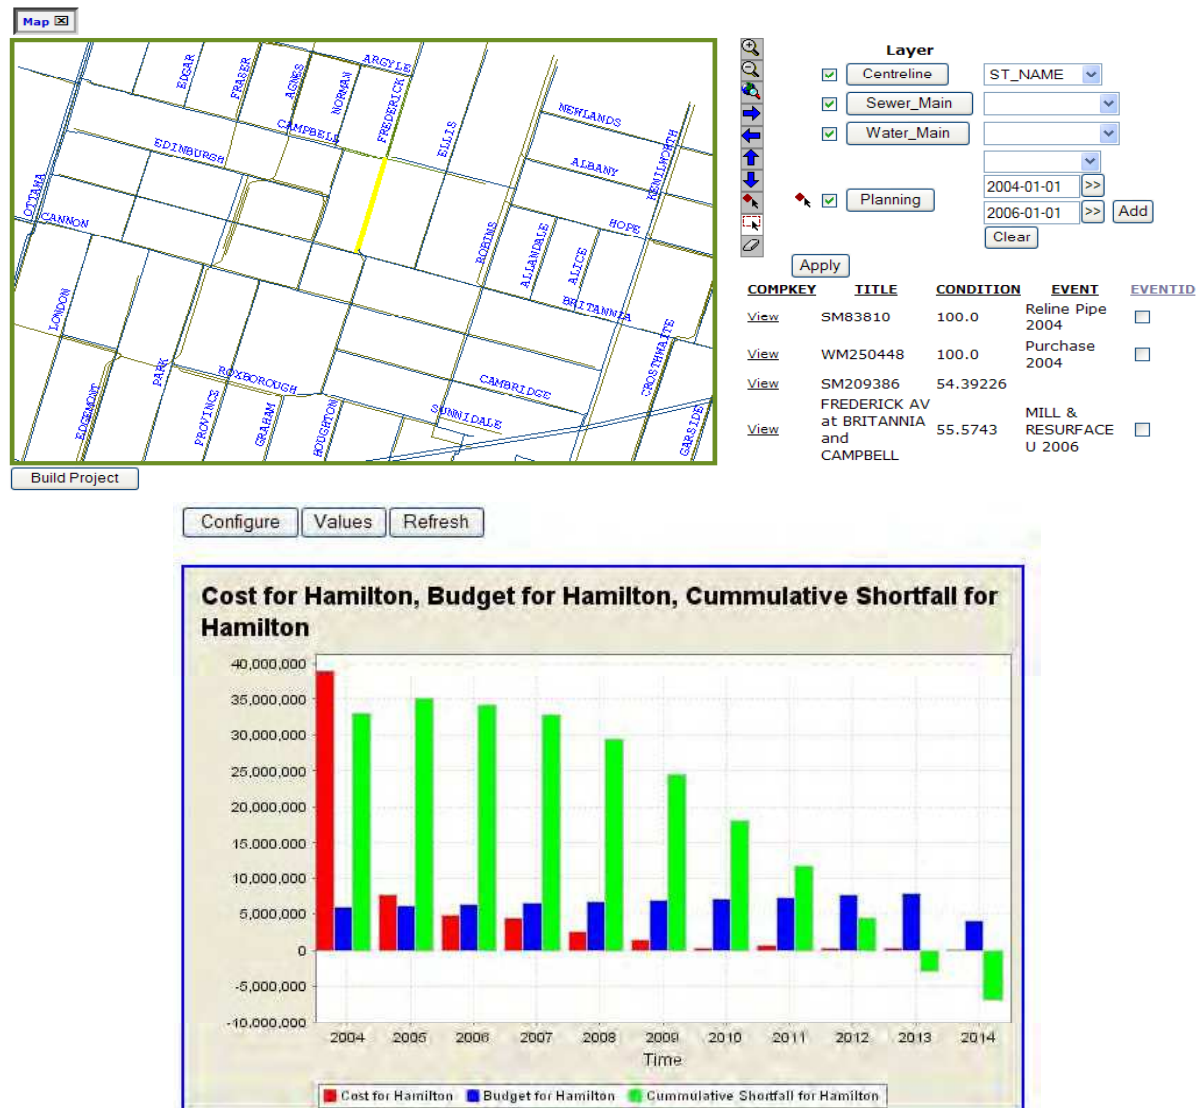 Map
ARGYLE
EDGAR
FRASER
AGNES
NORMAN
FREDERICK
CAMPBELL
ELLIS
NEWLANDS
KENILWORTH
EDINBURGH
ALBANY
OTTAWA
CANNON
HOPE
ROBINS
ALLANDALE
ALICE
BRITANNIA
LONDON
PARK
ROXBOROUGH
CAMBRIDGE
CROSTHWAITE
EDGEMONT
PROVINCE
GRAHAM
HOUGHTON
SUNNIDALE
GARSIDE
Build Project
Layer
Centreline ST_NAME
Sewer_Main
Water_Main
2004-01-01 >>
Planning
2006-01-01 >> Add
Clear
Apply
COMPKEY TITLE CONDITION EVENT EVENTID
View SM83810 100.0 Reline Pipe
2004
View WM250448 100.0 Purchase
2004
View SM209386 54.39226
View FREDERICK AV
at BRITANNIA
and
CAMPBELL
55.5743
MILL &
RESURFACE
U 2006
Configure Values Refresh
Cost for Hamilton, Budget for Hamilton, Cummulative Shortfall for
Hamilton
40,000,000
35,000,000
30,000,000
25,000,000
20,000,000
15,000,000
10,000,000
5,000,000
0
-5,000,000
-10,000,000
2004 2005 2006 2007 2008 2009 2010 2011 2012 2013 2014
Time
Cost for Hamilton Budget for Hamilton Cummulative Shortfall for Hamilton